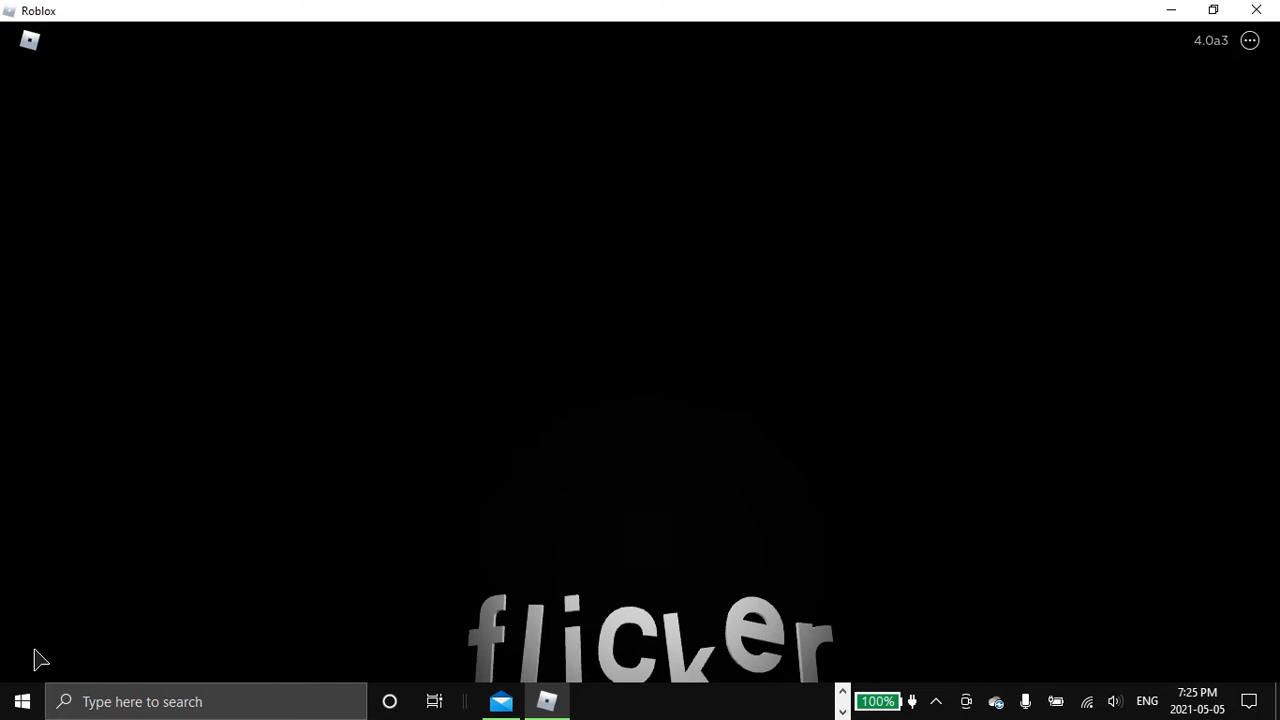 Roblox
4.0a3
flicker
Type here to search
100%
ENG
7:25 PM
2021-05-05